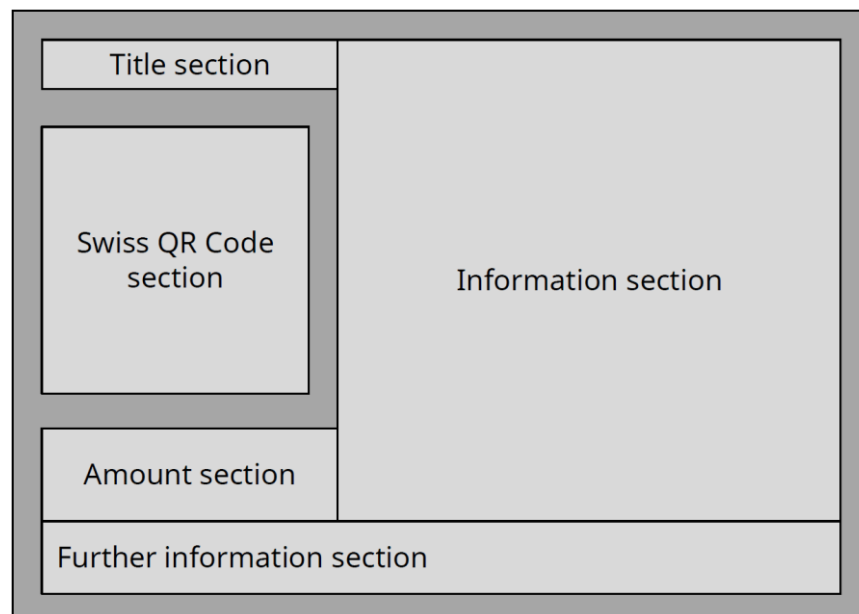 Title section
Swiss QR Code
section
Information section
Amount section
Further information section